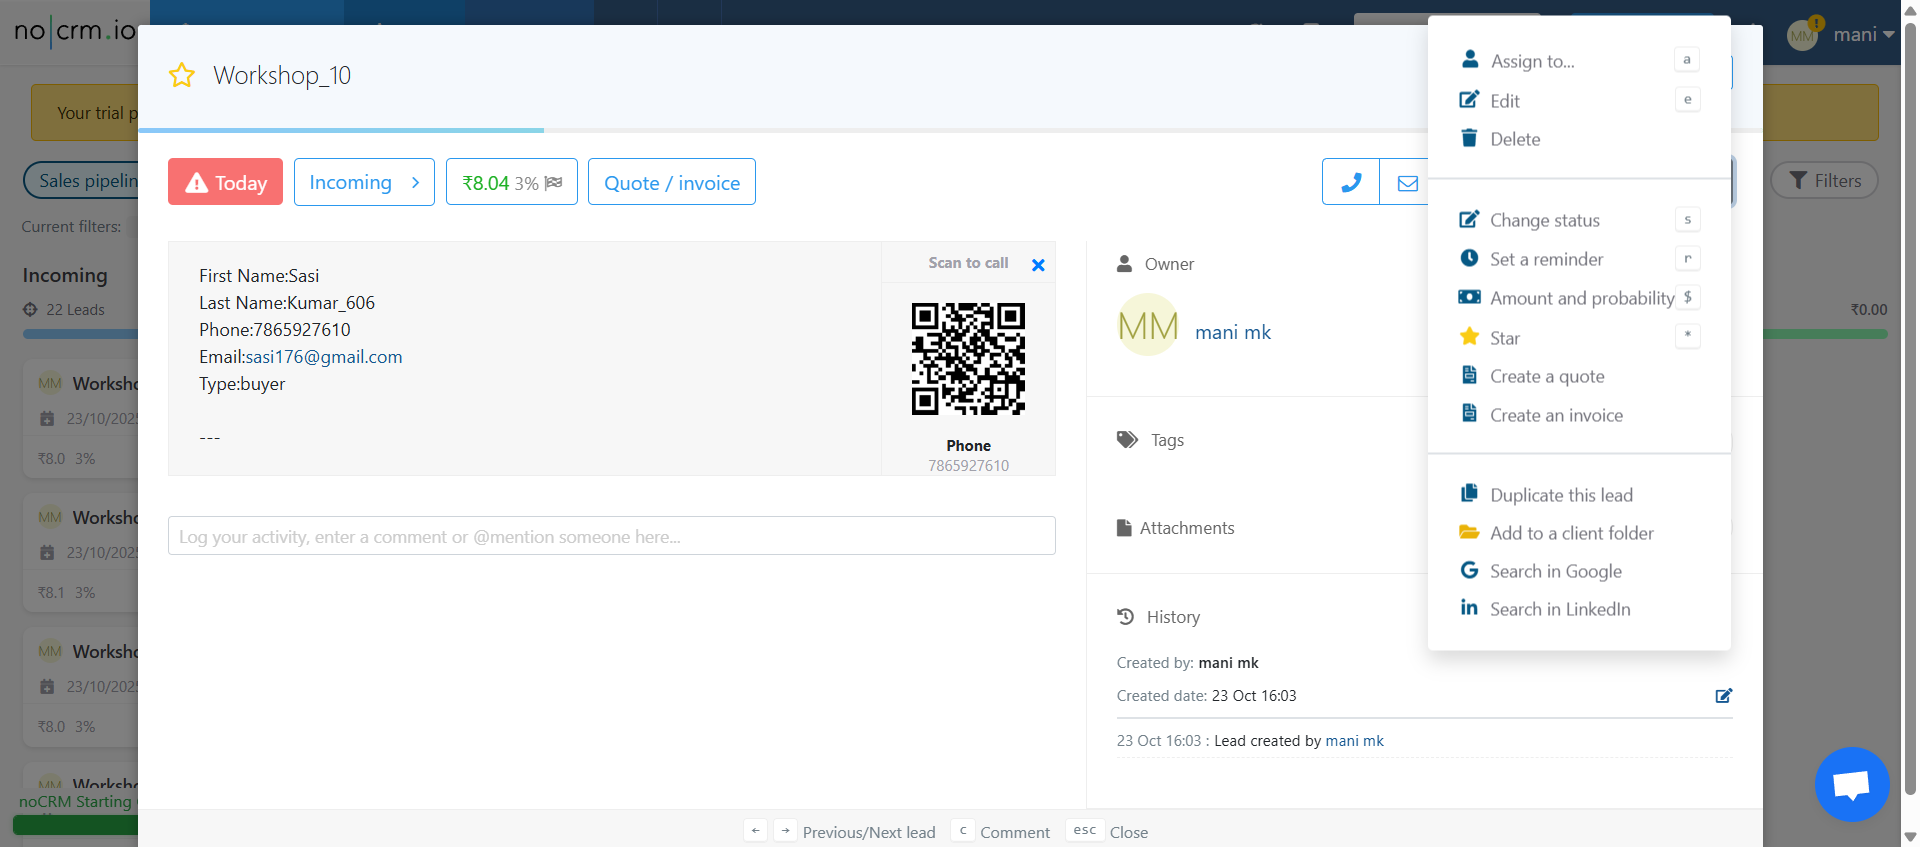 no|crm.io
MM
mani
Your trial p
Sales pipelin
Filters
Current filters:
Incoming
22 Leads
₹0.00
MM Worksho
23/10/2025
₹8.0 3%
MM Worksho
23/10/2025
₹8.1 3%
MM Worksho
23/10/2025
₹8.0 3%
MM Worksho
noCRM Starting
Workshop_10
Today
Incoming
₹8.04 3%
Quote / invoice
First Name:Sasi
Last Name:Kumar_606
Phone:7865927610
Email:sasi176@gmail.com
Type:buyer
---
Scan to call
Phone
7865927610
Log your activity, enter a comment or @mention someone here...
Owner
MM mani mk
Tags
Attachments
History
Created by: mani mk
Created date: 23 Oct 16:03
23 Oct 16:03 : Lead created by mani mk
Assign to... a
Edit e
Delete
Change status s
Set a reminder r
Amount and probability $
Star *
Create a quote
Create an invoice
Duplicate this lead
Add to a client folder
Search in Google
Search in LinkedIn
← → Previous/Next lead c Comment esc Close